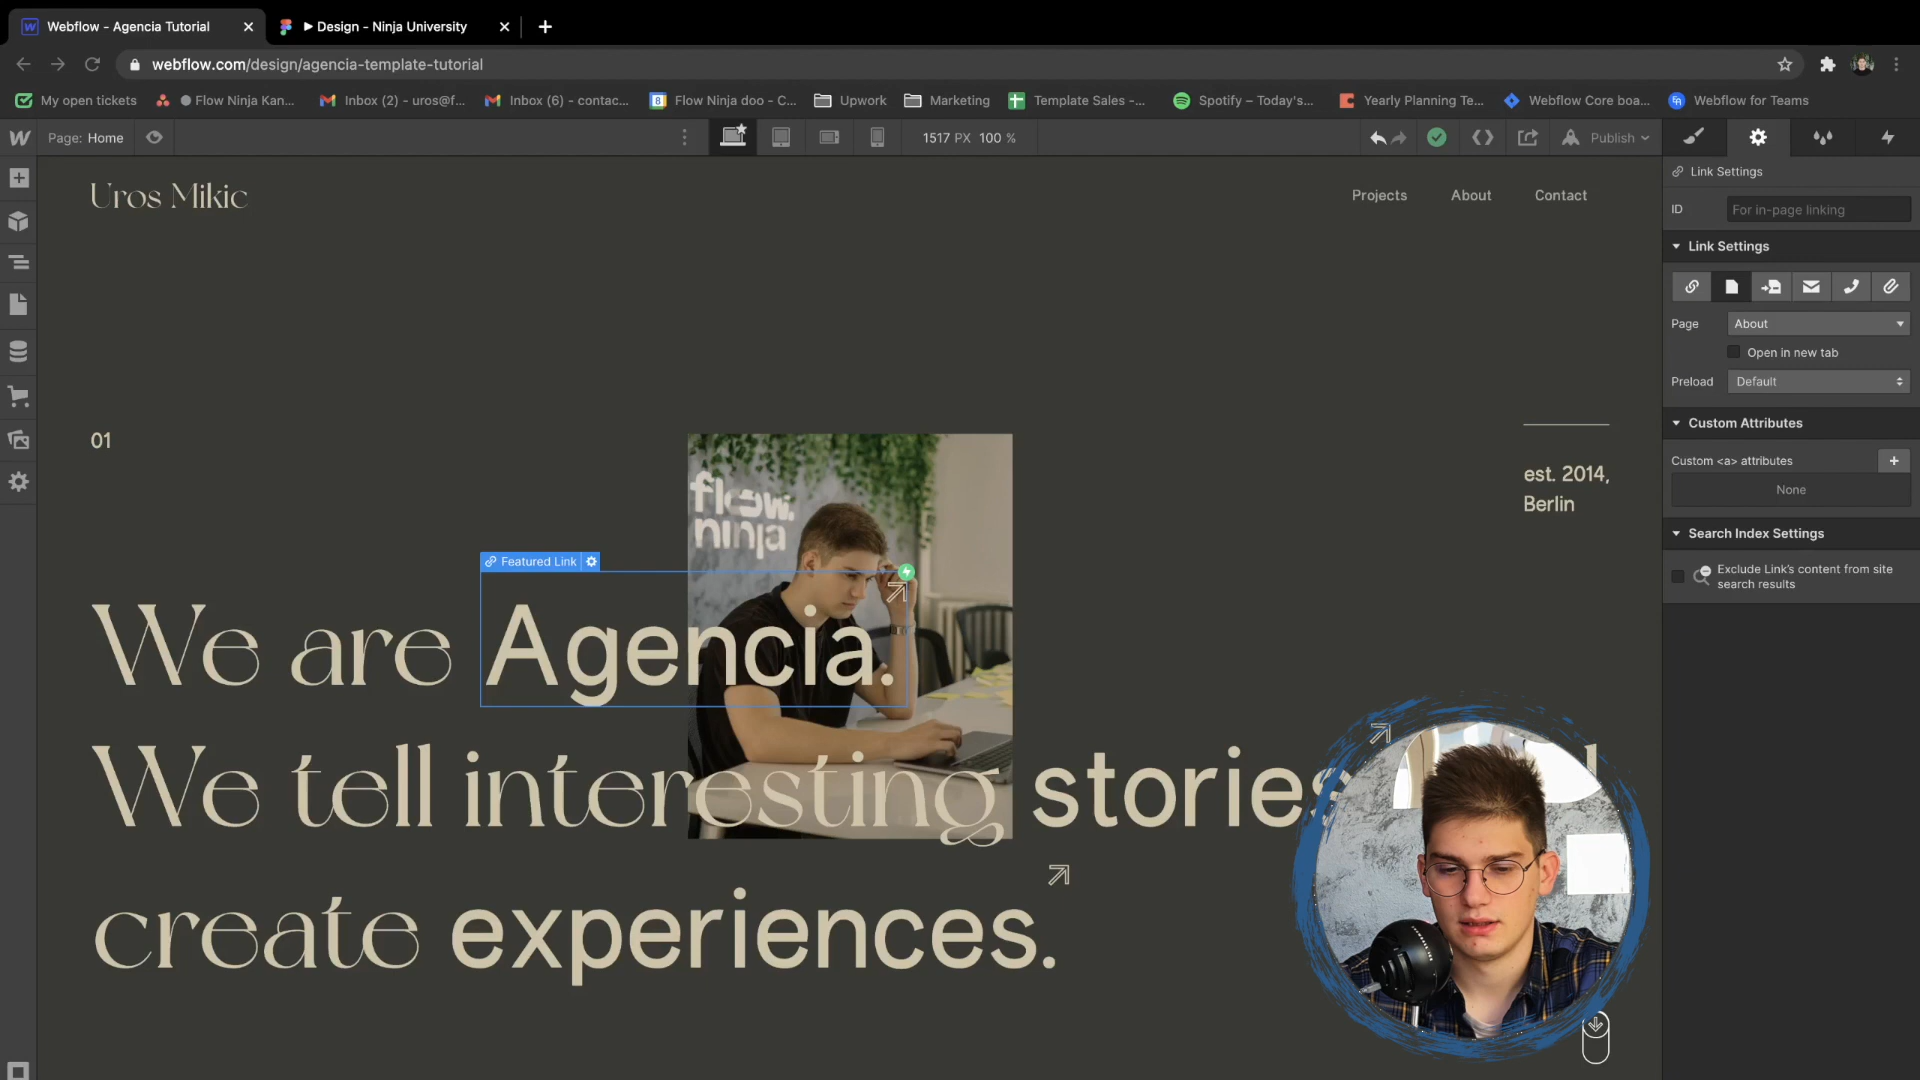 Webflow - Agencia Tutorial
Design - Ninja University
webflow.com/design/agencia-template-tutorial
My open tickets
Flow Ninja Kan...
Inbox (2) - uros@f...
Inbox (6) - contac...
8
Flow Ninja doo - C...
Upwork
Marketing
Template Sales -...
Spotify – Today's...
Yearly Planning Te...
Webflow Core boa...
Webflow for Teams
Page: Home
1517 PX 100 %
Publish
Link Settings
ID
For in-page linking
Link Settings
Page
About
Open in new tab
Preload
Default
Custom Attributes
Custom <a> attributes
None
Search Index Settings
Exclude Link's content from site
search results
Uros Mikic
Projects
About
Contact
01
est. 2014,
Berlin
flow.
ninja
Featured Link
We are Agencia.
We tell interesting stories
create experiences.